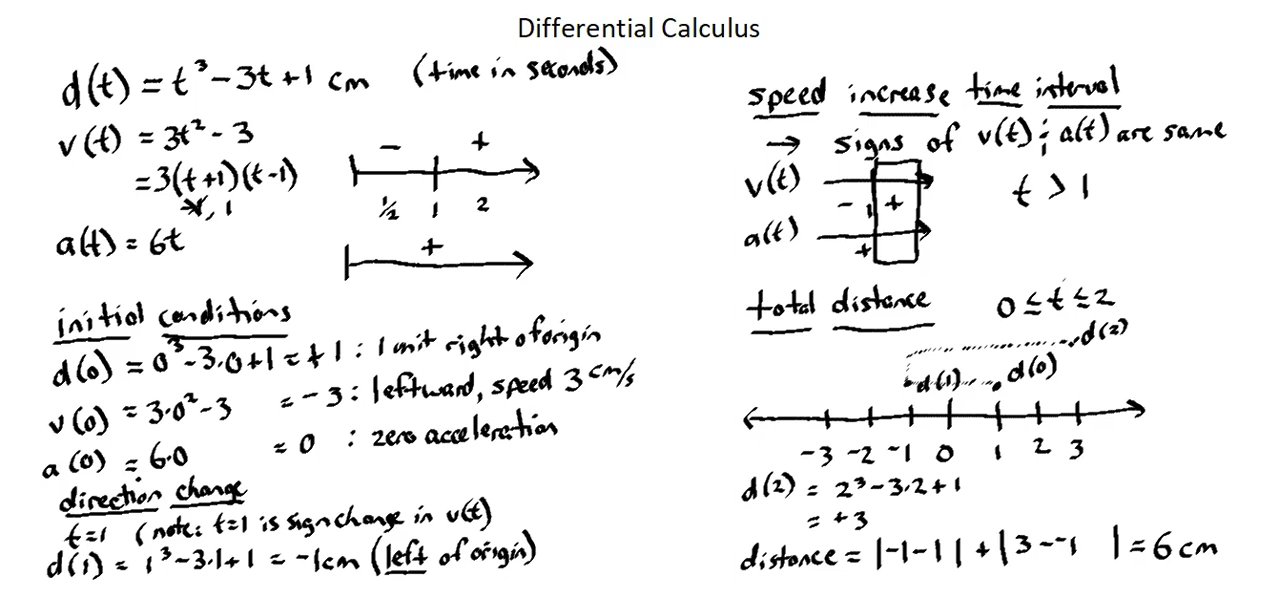 Differential Calculus
d(t) = t³ - 3t + 1 cm (time in seconds)
v(t) = 3t² - 3
= 3(t+1)(t-1)
-1, 1
- +
½ 1 2
a(t) = 6t
+
initial conditions
d(0) = 0³ - 3·0 + 1 = +1 : 1 unit right of origin
v(0) = 3·0² - 3 = -3 : leftward, speed 3 cm/s
a(0) = 6·0 = 0 : zero acceleration
direction change
t=1 (note: t=1 is sign change in v(t)
d(1) = 1³ - 3·1 + 1 = -1cm (left of origin)
speed increase time interval
→ signs of v(t) ; a(t) are same
v(t)
- 1 +
t > 1
a(t)
+
total distance 0 ≤ t ≤ 2
d(2)
d(1) d(0)
-3 -2 -1 0 1 2 3
d(2) = 2³ - 3·2 + 1
= +3
distance = |-1-1| + |3--1| = 6 cm